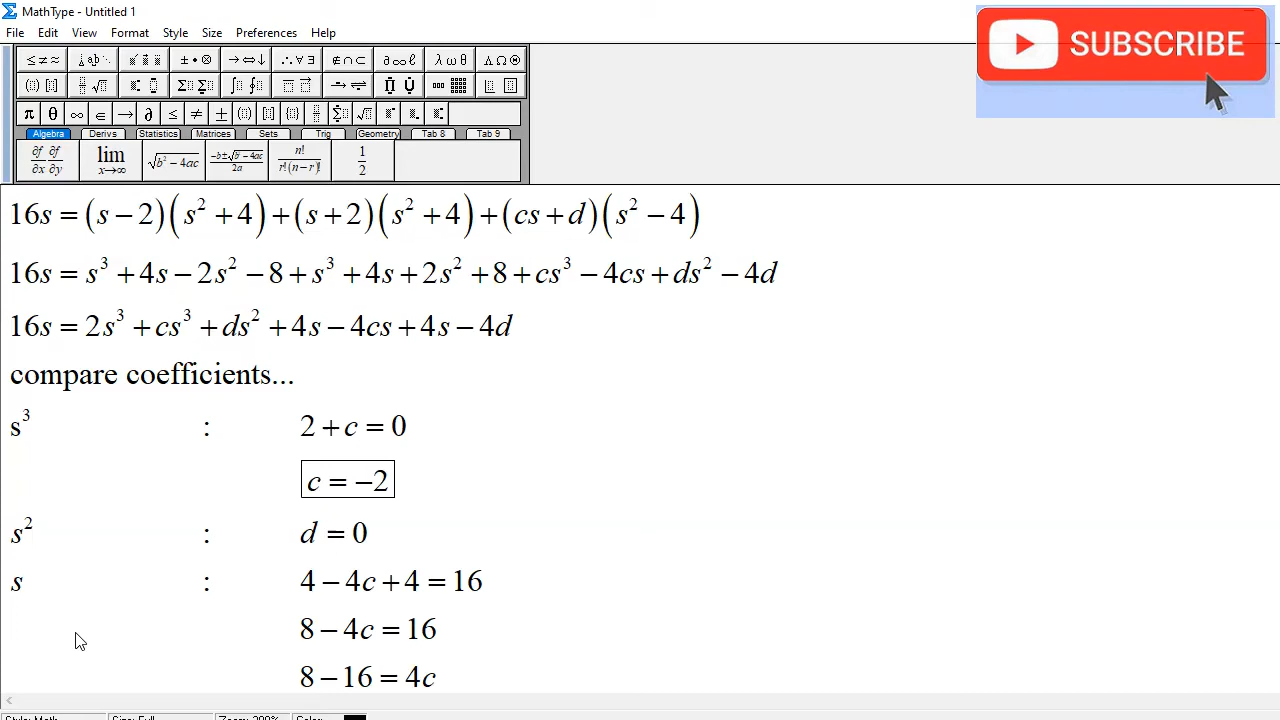 MathType - Untitled 1
SUBSCRIBE
File Edit View Format Style Size Preferences Help
Algebra Derivs Statistics Matrices Sets Trig Geometry Tab 8 Tab 9
16s = (s − 2)(s² + 4) + (s + 2)(s² + 4) + (cs + d)(s² − 4)
16s = s³ + 4s − 2s² − 8 + s³ + 4s + 2s² + 8 + cs³ − 4cs + ds² − 4d
16s = 2s³ + cs³ + ds² + 4s − 4cs + 4s − 4d
compare coefficients...
s³ : 2 + c = 0
c = −2
s² : d = 0
s : 4 − 4c + 4 = 16
8 − 4c = 16
8 − 16 = 4c